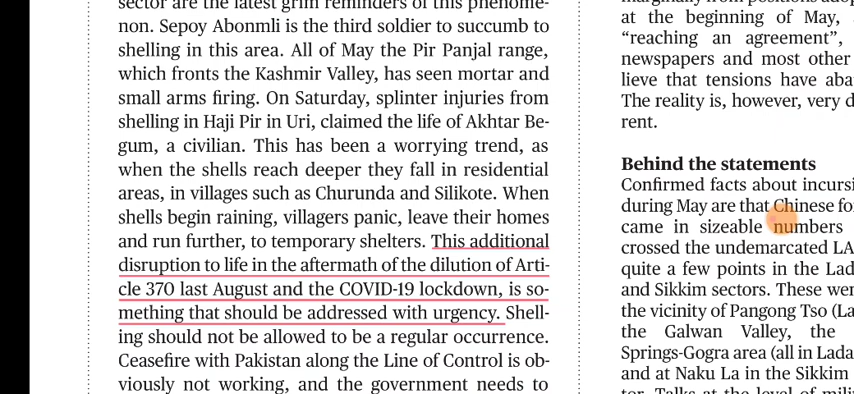 sector are the latest grim reminders of this phenome-
non. Sepoy Abonmli is the third soldier to succumb to
shelling in this area. All of May the Pir Panjal range,
which fronts the Kashmir Valley, has seen mortar and
small arms firing. On Saturday, splinter injuries from
shelling in Haji Pir in Uri, claimed the life of Akhtar Be-
gum, a civilian. This has been a worrying trend, as
when the shells reach deeper they fall in residential
areas, in villages such as Churunda and Silikote. When
shells begin raining, villagers panic, leave their homes
and run further, to temporary shelters. This additional
disruption to life in the aftermath of the dilution of Arti-
cle 370 last August and the COVID-19 lockdown, is so-
mething that should be addressed with urgency. Shell-
ing should not be allowed to be a regular occurrence.
Ceasefire with Pakistan along the Line of Control is ob-
viously not working, and the government needs to
marginally from positions
at the beginning of May,
“reaching an agreement”,
newspapers and most other
lieve that tensions have aba
The reality is, however, very d
rent.
Behind the statements
Confirmed facts about incursi
during May are that Chinese fo
came in sizeable numbers
crossed the undemarcated LA
quite a few points in the Lad
and Sikkim sectors. These wer
the vicinity of Pangong Tso (La
the Galwan Valley, the
Springs-Gogra area (all in Lada
and at Naku La in the Sikkim
tor. Talks at the level of